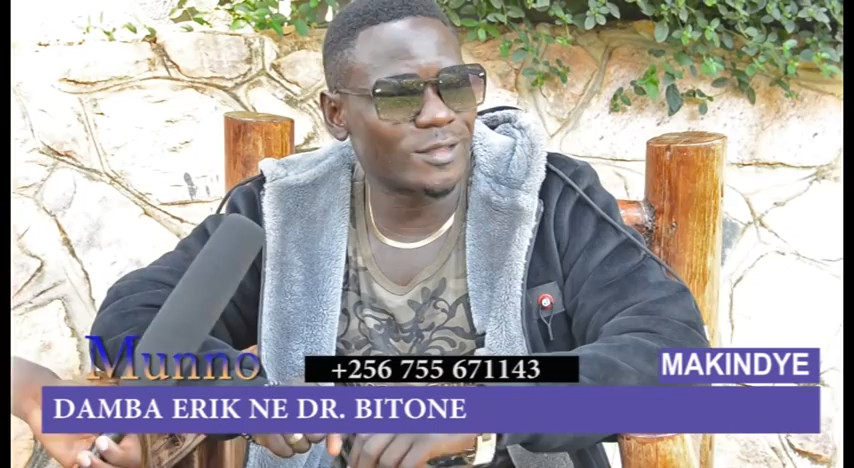 Munno
+256 755 671143
MAKINDYE
DAMBA ERIK NE DR. BITONE